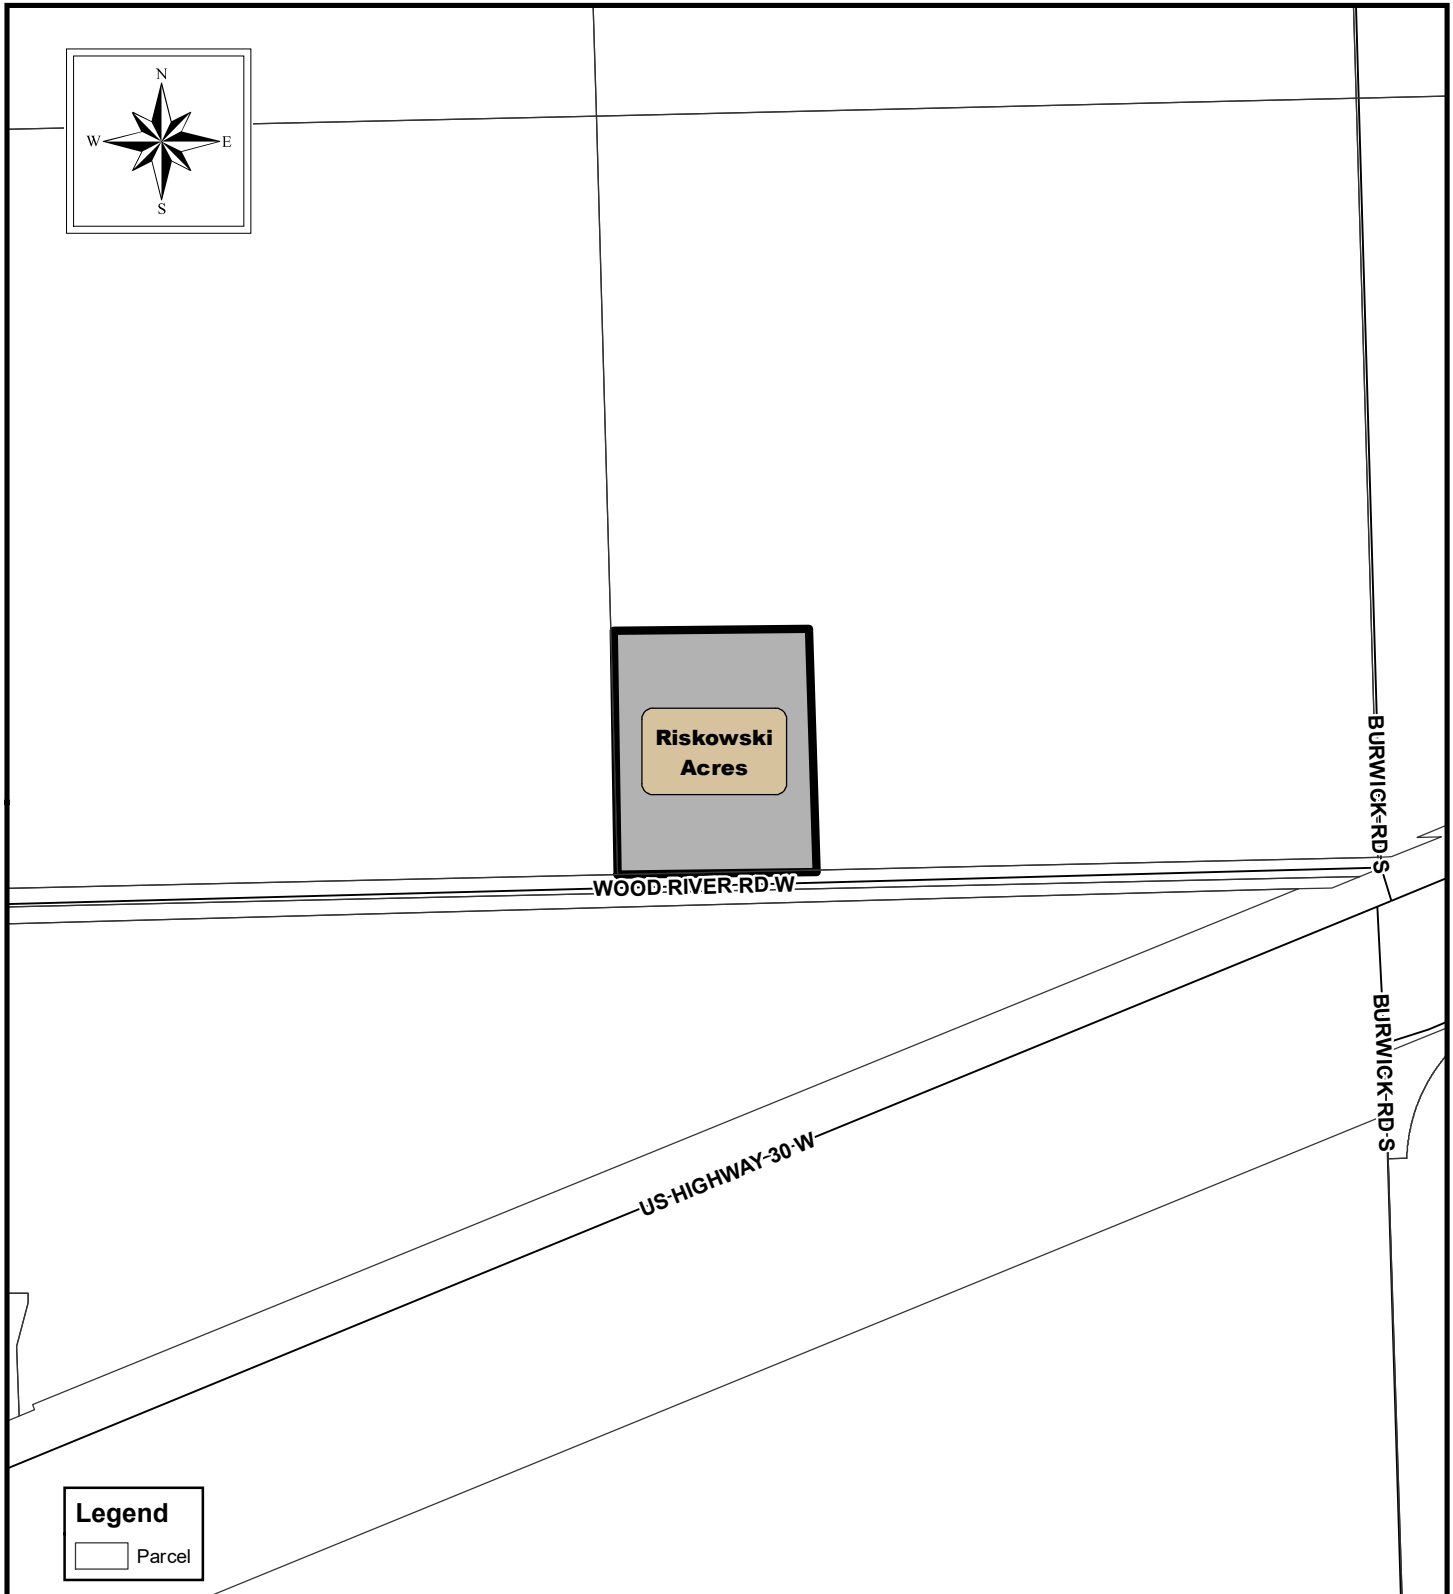 N
W
E
S
Riskowski
Acres
BURWICK RD S
WOOD RIVER RD W
BURWICK RD S
US HIGHWAY 30 W
Legend
Parcel